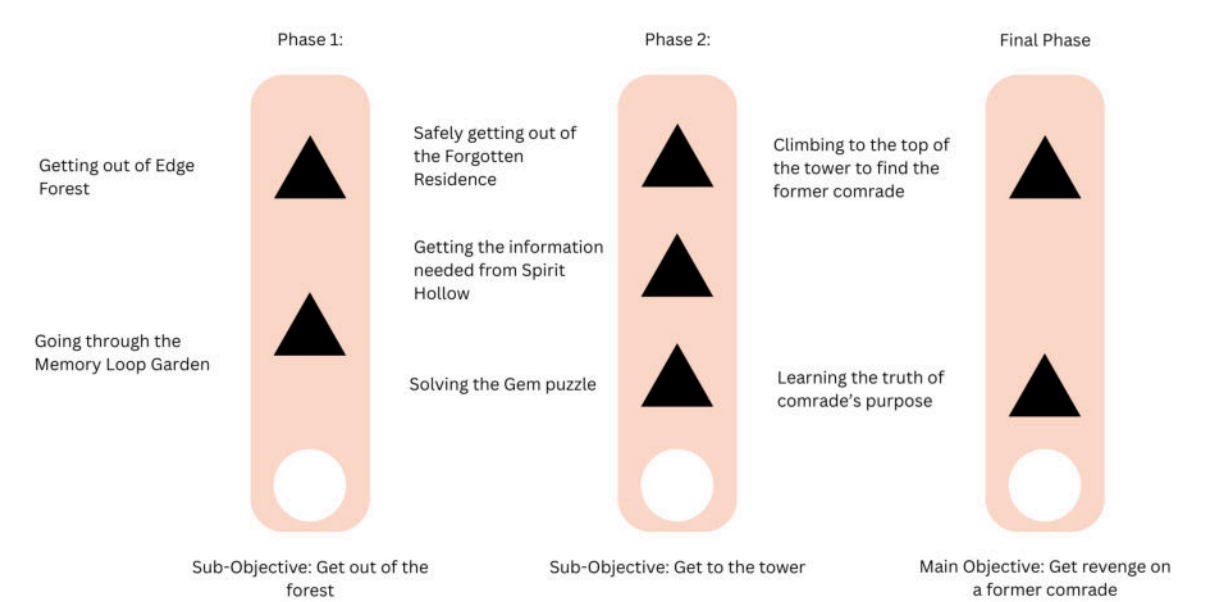 Phase 1:
Getting out of Edge
Forest
Going through the
Memory Loop Garden
Sub-Objective: Get out of the
forest
Phase 2:
Safely getting out of
the Forgotten
Residence
Getting the information
needed from Spirit
Hollow
Solving the Gem puzzle
Sub-Objective: Get to the tower
Final Phase
Climbing to the top of
the tower to find the
former comrade
Learning the truth of
comrade’s purpose
Main Objective: Get revenge on
a former comrade